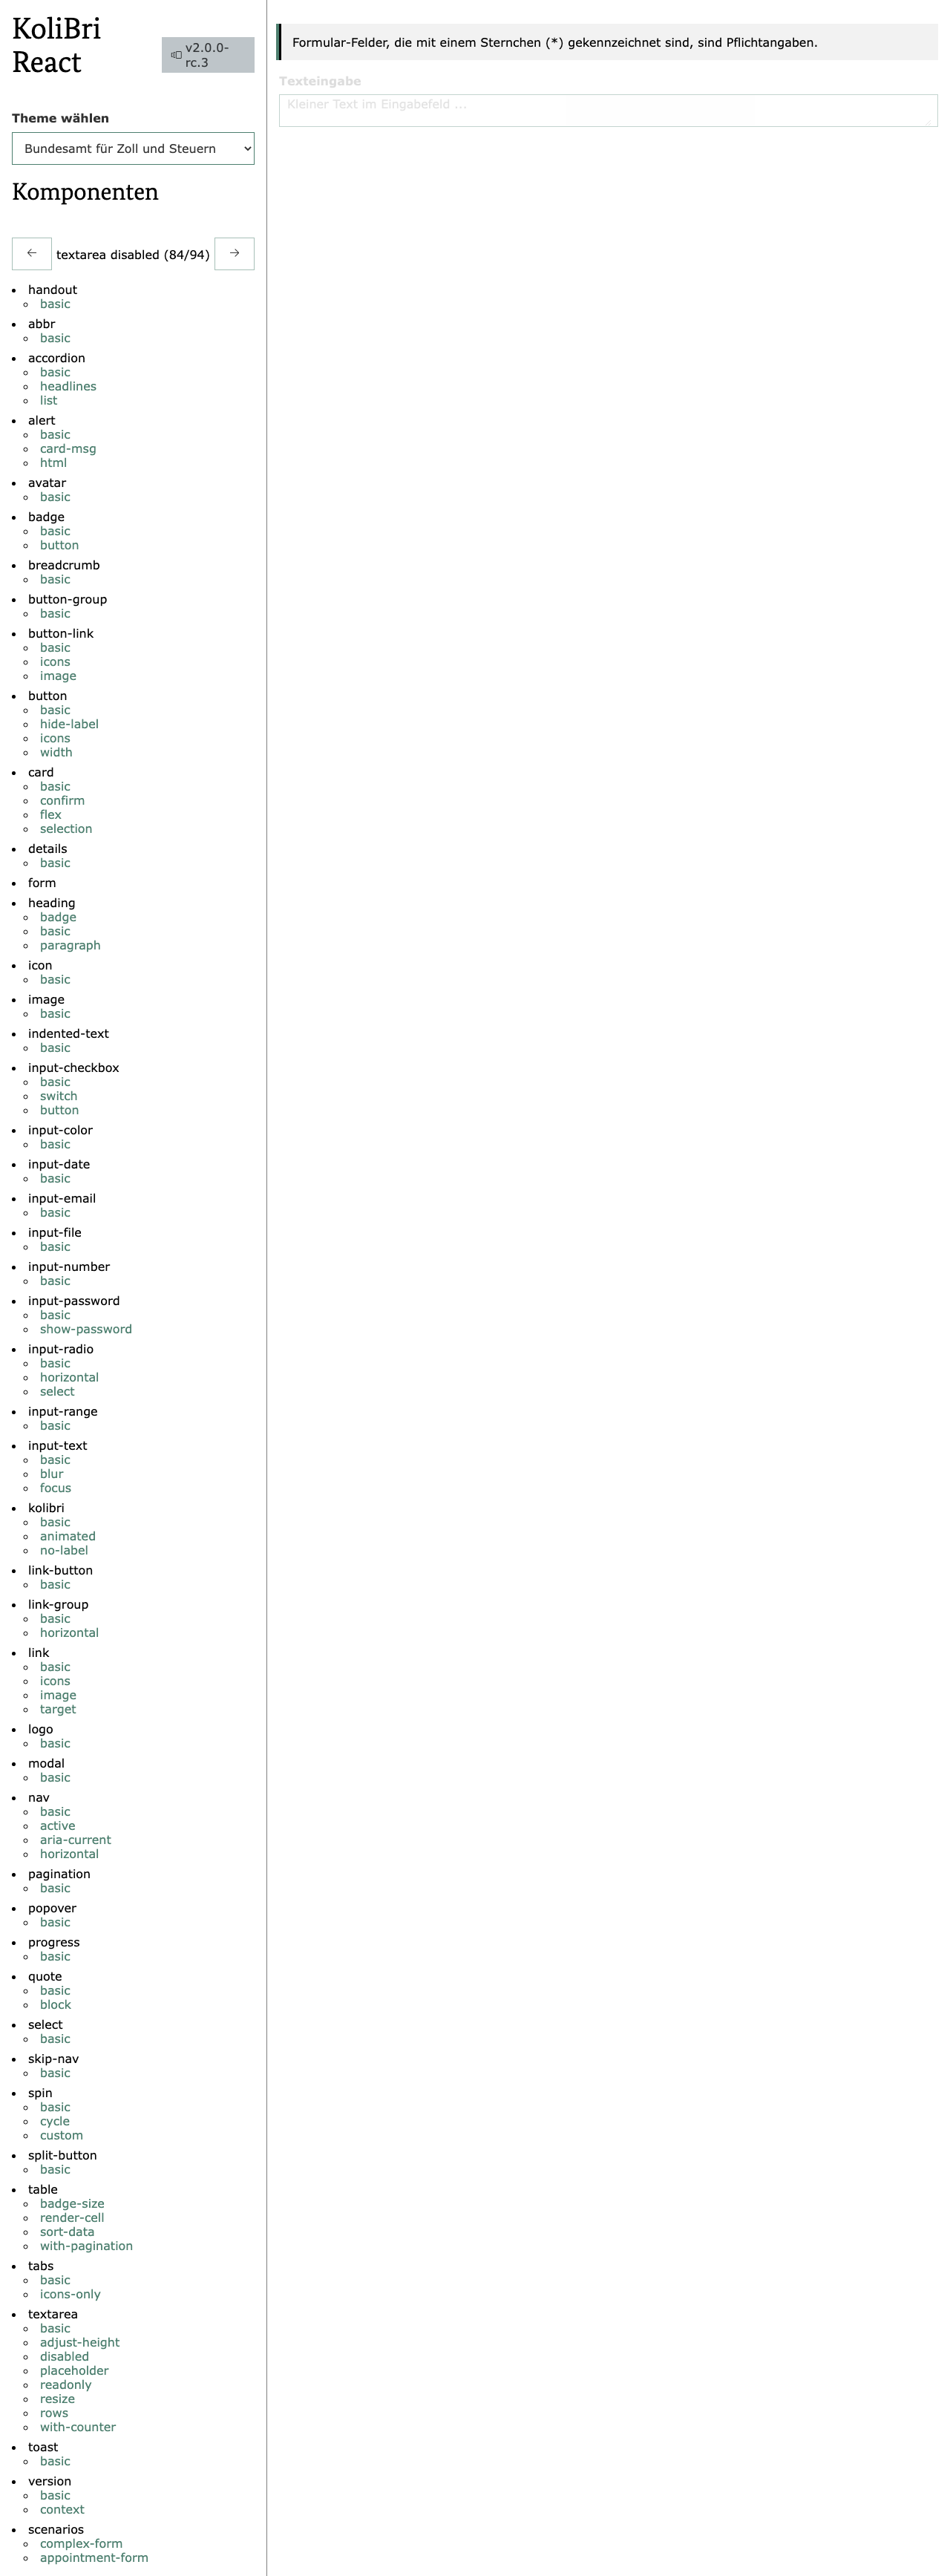 KoliBri
React
v2.0.0-
rc.3
Theme wählen
Bundesamt für Zoll und Steuern
Komponenten
← textarea disabled (84/94) →
handout
basic
abbr
basic
accordion
basic
headlines
list
alert
basic
card-msg
html
avatar
basic
badge
basic
button
breadcrumb
basic
button-group
basic
button-link
basic
icons
image
button
basic
hide-label
icons
width
card
basic
confirm
flex
selection
details
basic
form
heading
badge
basic
paragraph
icon
basic
image
basic
indented-text
basic
input-checkbox
basic
switch
button
input-color
basic
input-date
basic
input-email
basic
input-file
basic
input-number
basic
input-password
basic
show-password
input-radio
basic
horizontal
select
input-range
basic
input-text
basic
blur
focus
kolibri
basic
animated
no-label
link-button
basic
link-group
basic
horizontal
link
basic
icons
image
target
logo
basic
modal
basic
nav
basic
active
aria-current
horizontal
pagination
basic
popover
basic
progress
basic
quote
basic
block
select
basic
skip-nav
basic
spin
basic
cycle
custom
split-button
basic
table
badge-size
render-cell
sort-data
with-pagination
tabs
basic
icons-only
textarea
basic
adjust-height
disabled
placeholder
readonly
resize
rows
with-counter
toast
basic
version
basic
context
scenarios
complex-form
appointment-form
Formular-Felder, die mit einem Sternchen (*) gekennzeichnet sind, sind Pflichtangaben.
Texteingabe
Kleiner Text im Eingabefeld ...